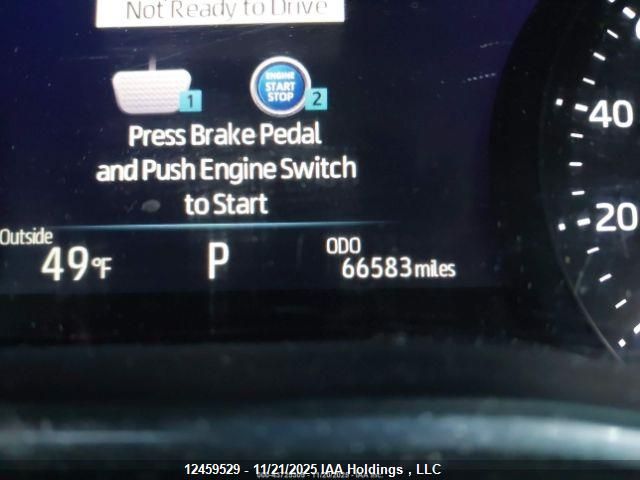 Not Ready to Drive
ENGINE
START
STOP
1
2
Press Brake Pedal
and Push Engine Switch
to Start
Outside
49°F
P
ODO
66583 miles
40
20
12459529 - 11/21/2025 IAA Holdings , LLC